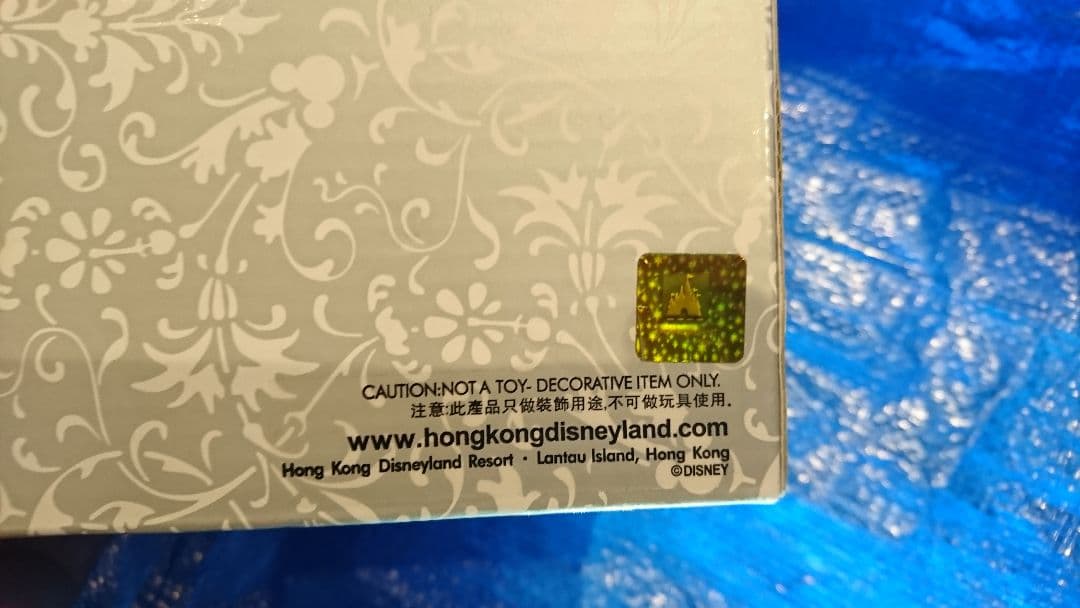 CAUTION:NOT A TOY- DECORATIVE ITEM ONLY.
注意:此產品只做裝飾用途,不可做玩具使用.
www.hongkongdisneyland.com
Hong Kong Disneyland Resort · Lantau Island, Hong Kong
©DISNEY